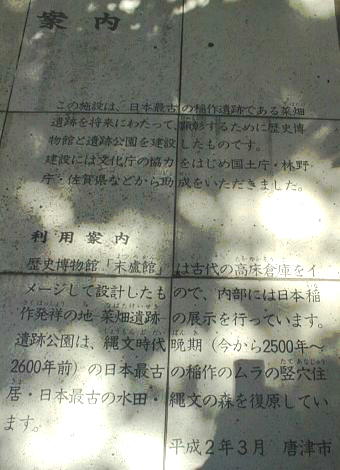 案内
この施設は、日本最古の稲作遺跡である菜畑
遺跡を将来にわたって、顕彰するために歴史博
物館と遺跡公園を建設したものです。
建設には文化庁の協力をはじめ国土庁・林野
庁・佐賀県などから助成をいただきました。
利用案内
歴史博物館「末盧館」は古代の高床倉庫をイ
メージして設計したもので、内部には日本稲
作発祥の地 菜畑遺跡の展示を行っています。
遺跡公園は、縄文時代晩期(今から2500年〜
2600年前)の日本最古の稲作のムラの竪穴住
居・日本最古の水田・縄文の森を復原してい
ます。
平成2年3月 唐津市